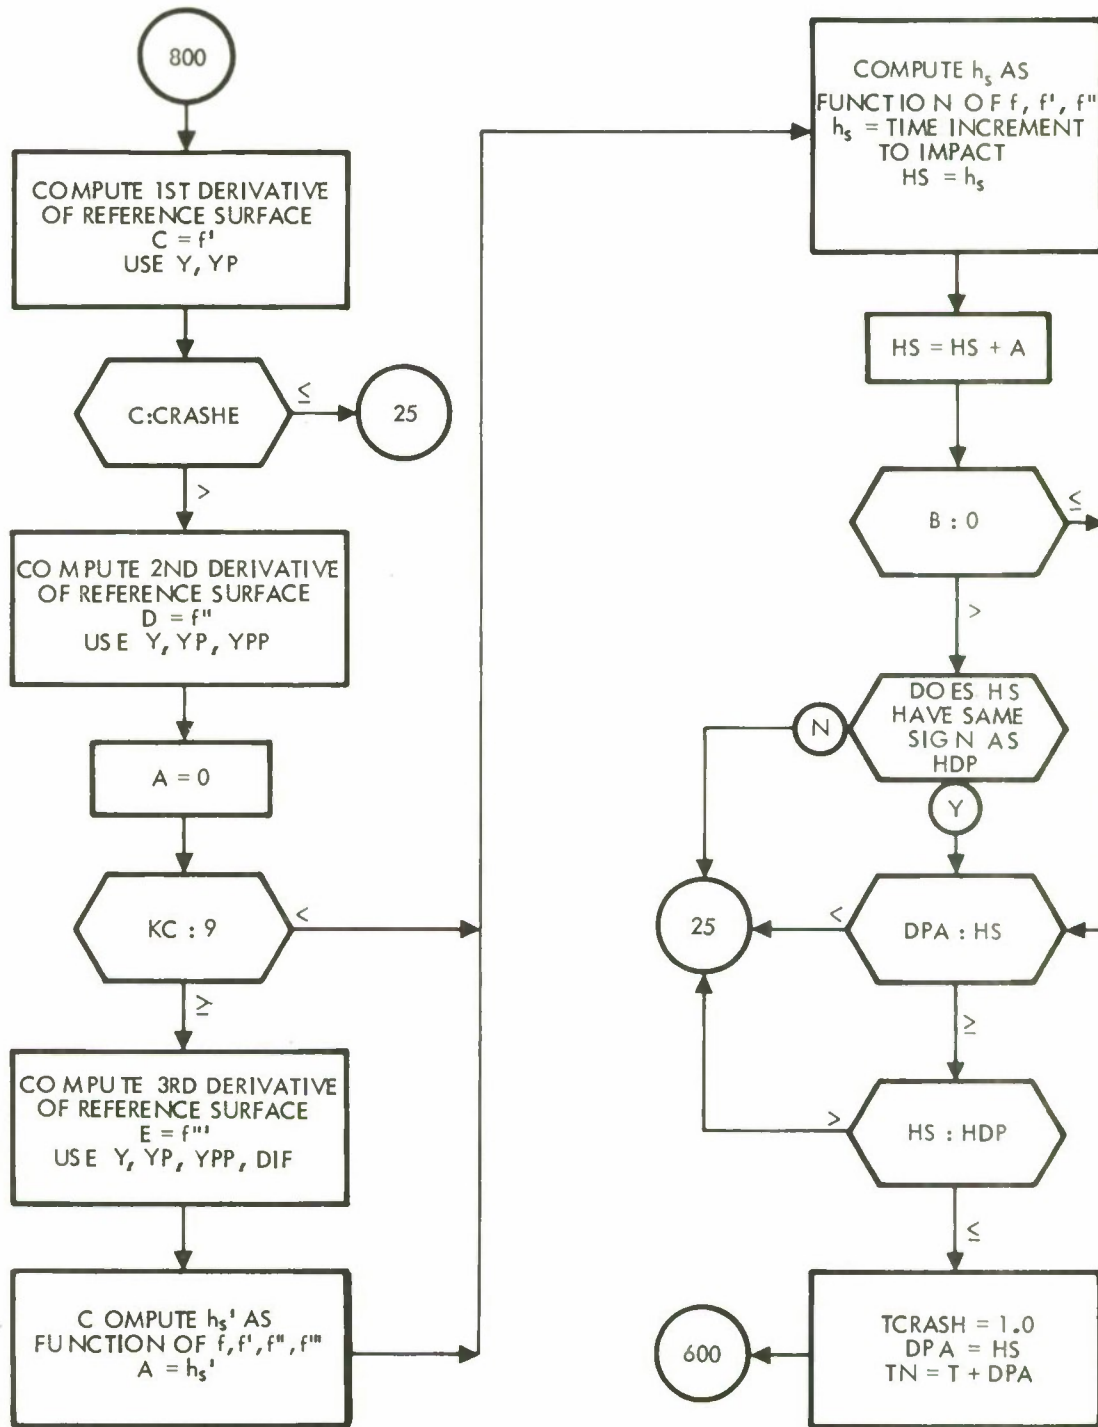 800
COMPUTE 1ST DERIVATIVE
OF REFERENCE SURFACE
C = f'
USE Y, YP
C:CRASHE
≤
25
>
COMPUTE 2ND DERIVATIVE
OF REFERENCE SURFACE
D = f"
USE Y, YP, YPP
A = 0
KC : 9
<
≥
COMPUTE 3RD DERIVATIVE
OF REFERENCE SURFACE
E = f'''
USE Y, YP, YPP, DIF
COMPUTE hs' AS
FUNCTION OF f, f', f", f'''
A = hs'
COMPUTE hs AS
FUNCTION OF f, f', f"
hs = TIME INCREMENT
TO IMPACT
HS = hs
HS = HS + A
B : 0
≤
>
DOES HS
HAVE SAME
SIGN AS
HDP
N
Y
25
<
DPA : HS
≥
>
HS : HDP
≤
600
TCRASH = 1.0
DPA = HS
TN = T + DPA